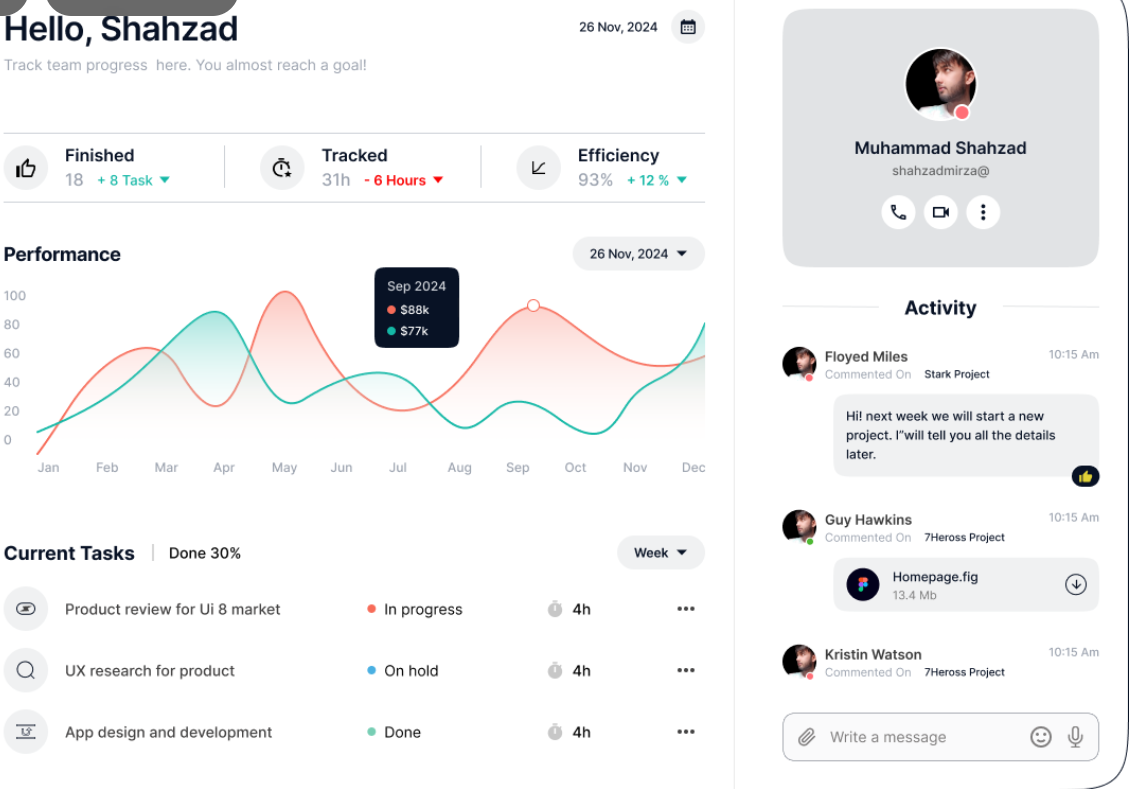 Hello, Shahzad
26 Nov, 2024
Track team progress here. You almost reach a goal!
Finished
18 + 8 Task
Tracked
31h - 6 Hours
Efficiency
93% + 12 %
Performance
26 Nov, 2024
Sep 2024
$88k
$77k
100
80
60
40
20
0
Jan Feb Mar Apr May Jun Jul Aug Sep Oct Nov Dec
Current Tasks Done 30%
Week
Product review for Ui 8 market In progress 4h
UX research for product On hold 4h
App design and development Done 4h
Muhammad Shahzad
shahzadmirza@
Activity
Floyed Miles 10:15 Am
Commented On Stark Project
Hi! next week we will start a new
project. I"will tell you all the details
later.
Guy Hawkins 10:15 Am
Commented On 7Heross Project
Homepage.fig
13.4 Mb
Kristin Watson 10:15 Am
Commented On 7Heross Project
Write a message